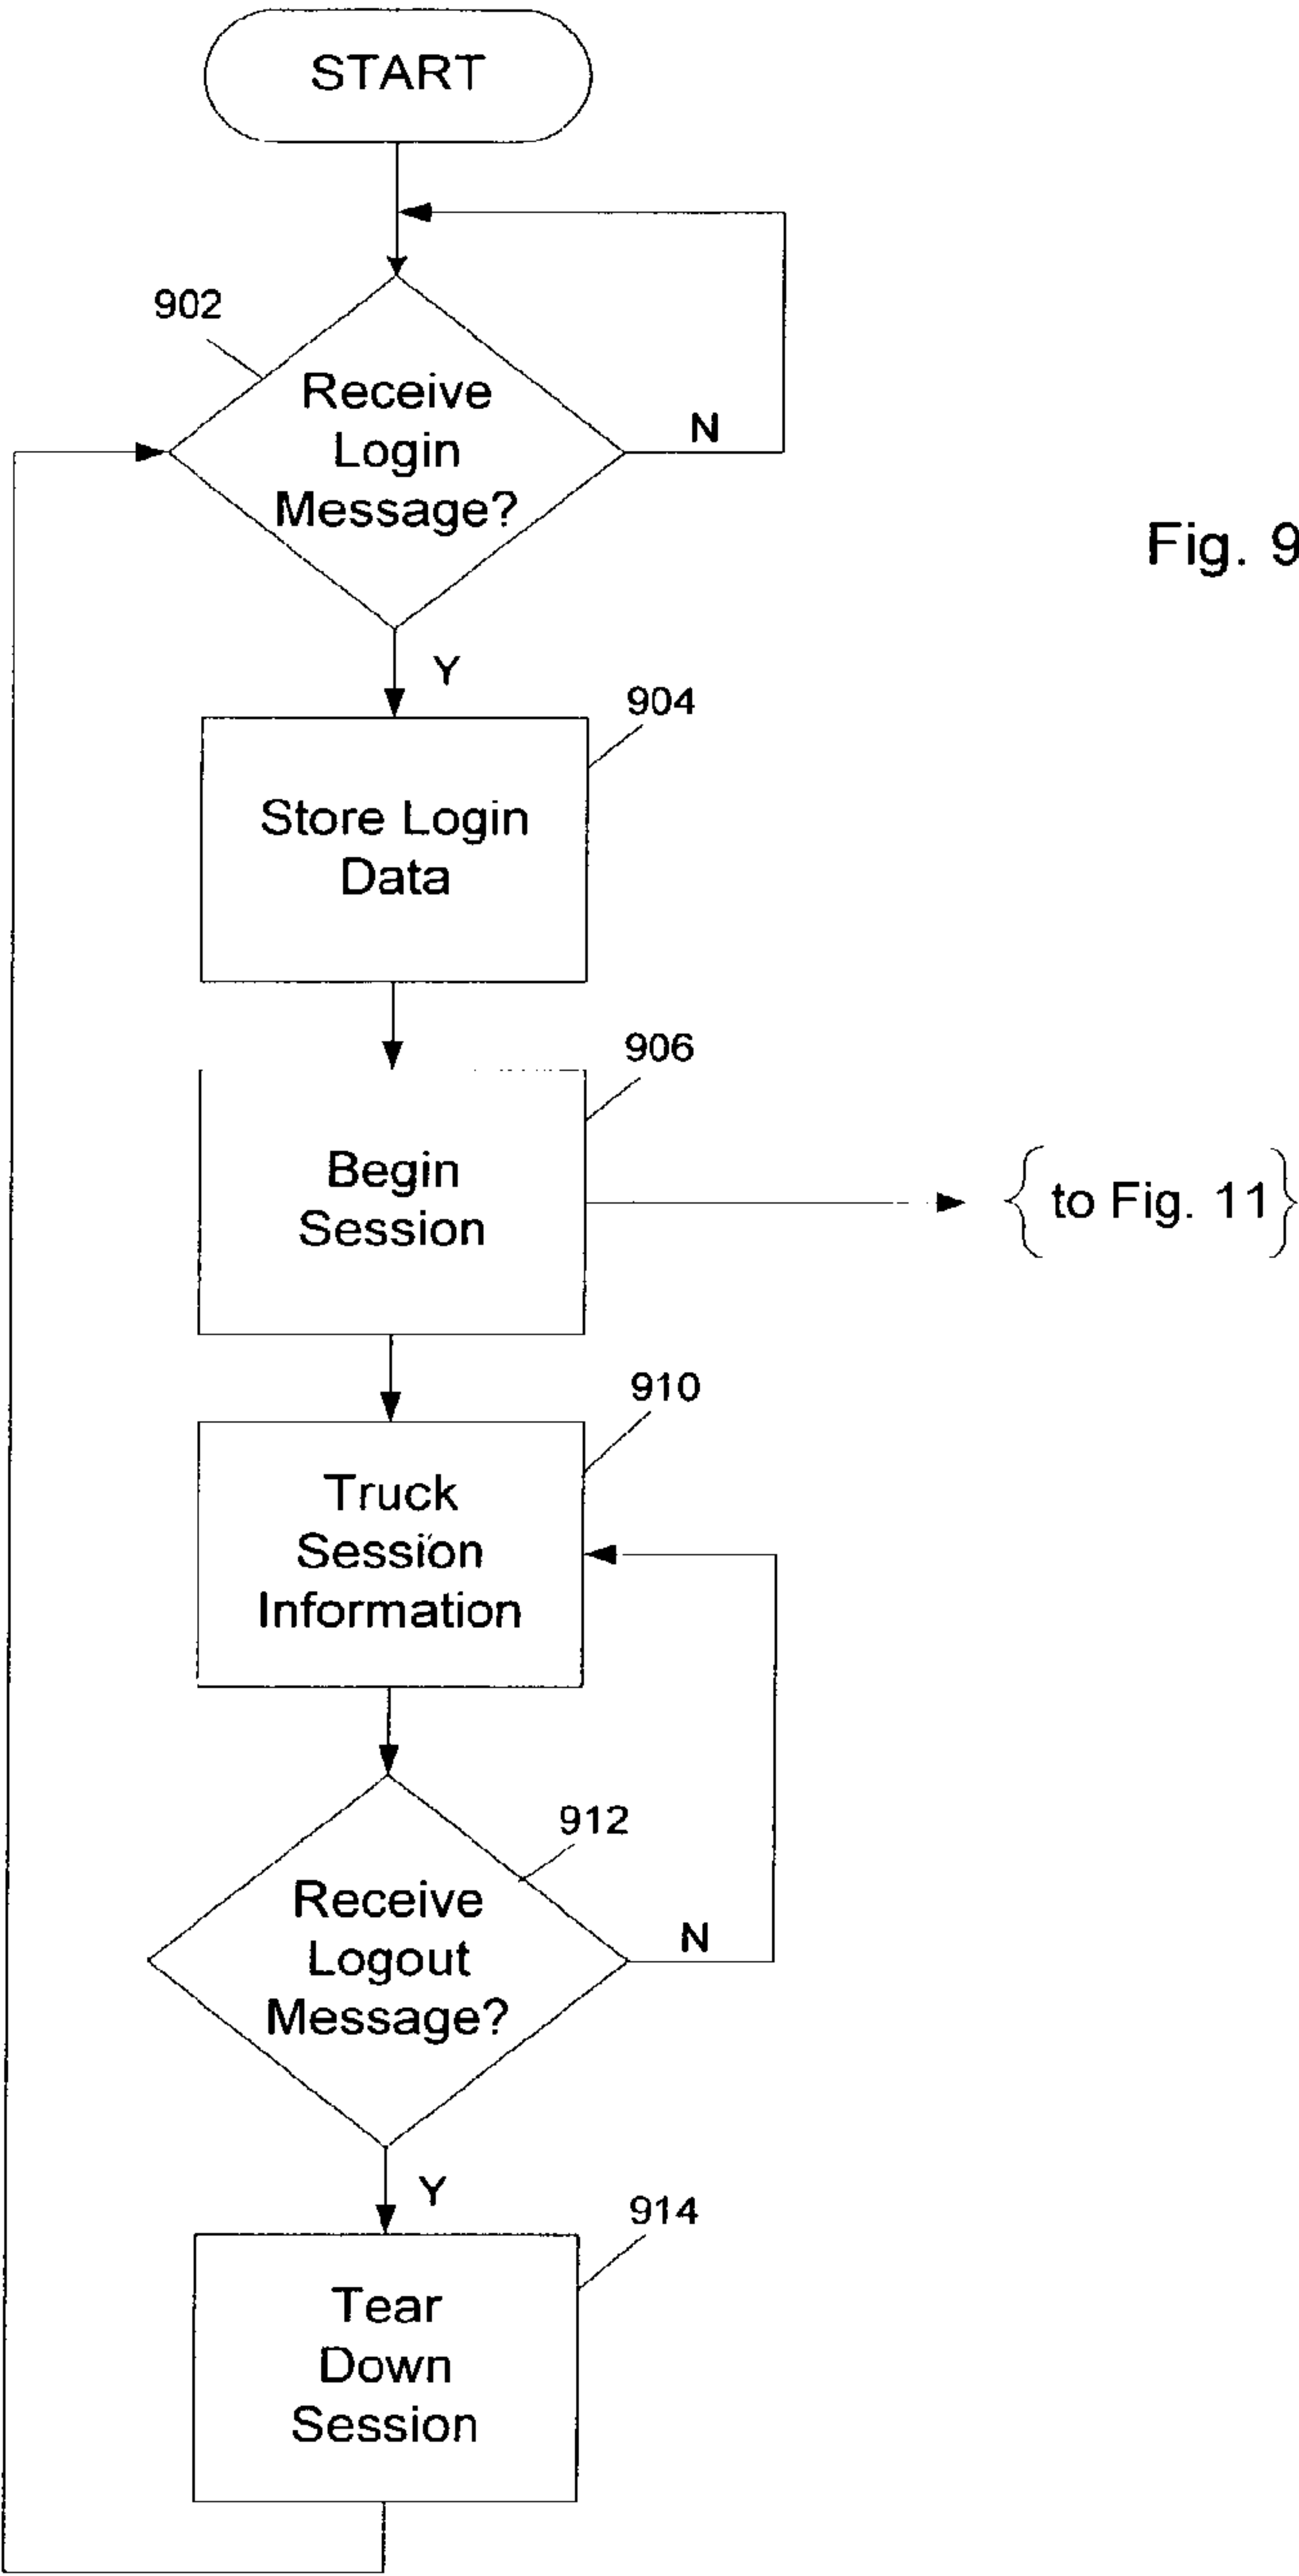 START
902
Receive
Login
Message?
N
Fig. 9
Y
904
Store Login
Data
906
Begin
Session
{ to Fig. 11 }
910
Truck
Session
Information
912
Receive
Logout
Message?
N
Y
914
Tear
Down
Session